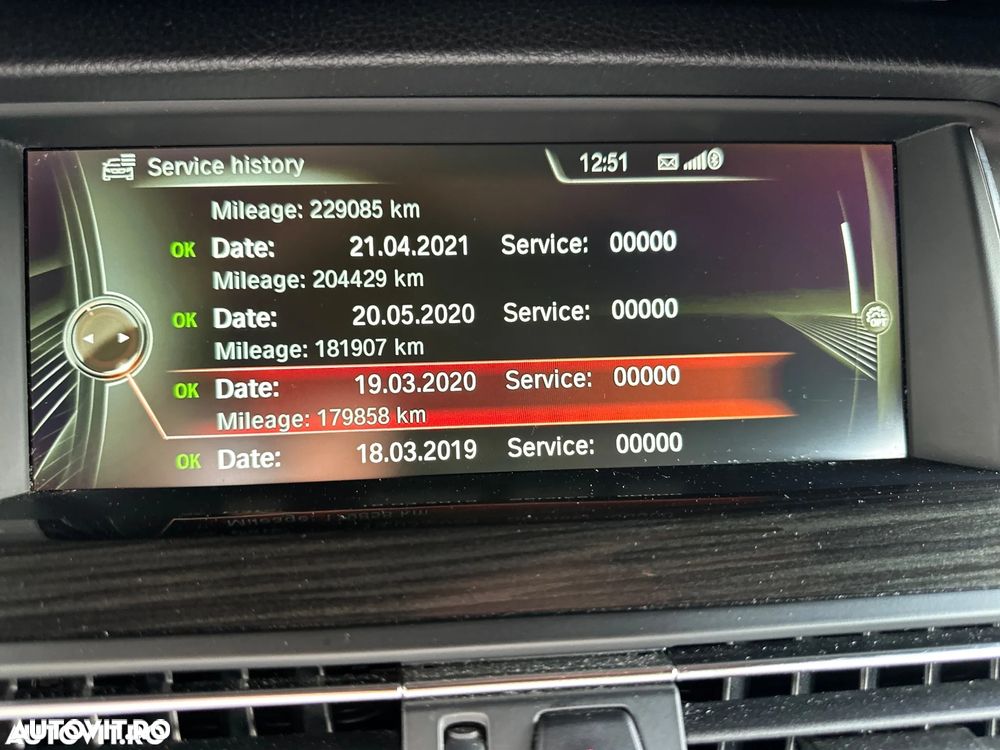 Service history
12:51
Mileage: 229085 km
OK Date: 21.04.2021 Service: 00000
Mileage: 204429 km
OK Date: 20.05.2020 Service: 00000
Mileage: 181907 km
OK Date: 19.03.2020 Service: 00000
Mileage: 179858 km
OK Date: 18.03.2019 Service: 00000
OFF
AUTOVIT.RO